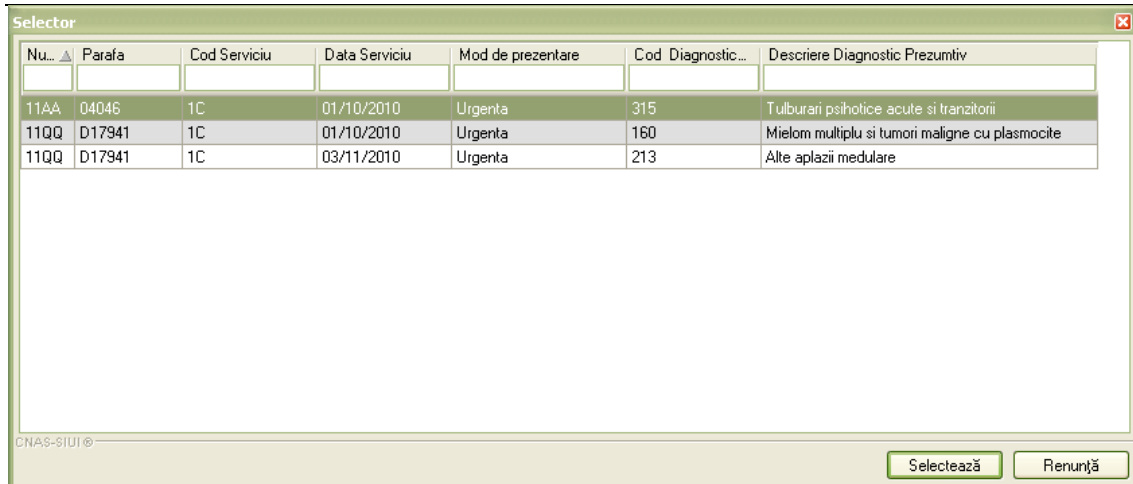 Selector
Nu... Parafa Cod Serviciu Data Serviciu Mod de prezentare Cod Diagnostic... Descriere Diagnostic Prezumtiv
11AA 04046 1C 01/10/2010 Urgenta 315 Tulburari psihotice acute si tranzitorii
11QQ D17941 1C 01/10/2010 Urgenta 160 Mielom multiplu si tumori maligne cu plasmocite
11QQ D17941 1C 03/11/2010 Urgenta 213 Alte aplazii medulare
CNAS-SIUI ®
Selectează Renunţă